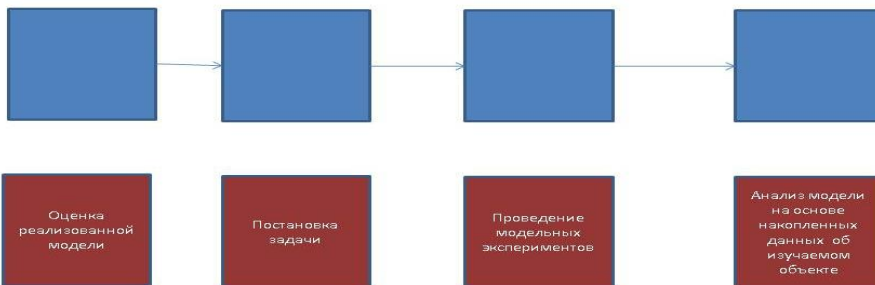 Оценка
реализованной
модели
Постановка
задачи
Проведение
модельных
экспериментов
Анализ модели
на основе
накопленных
данных об
изучаемом
объекте